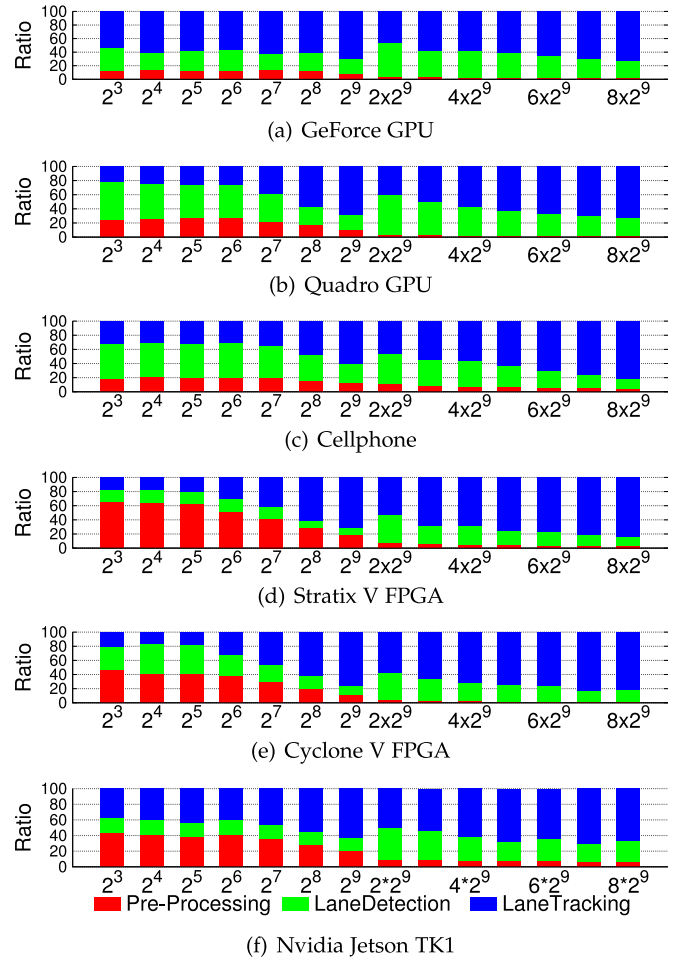 Ratio
100
80
60
40
20
0
2^3 2^4 2^5 2^6 2^7 2^8 2^9 2x2^9 4x2^9 6x2^9 8x2^9
(a) GeForce GPU
Ratio
100
80
60
40
20
0
2^3 2^4 2^5 2^6 2^7 2^8 2^9 2x2^9 4x2^9 6x2^9 8x2^9
(b) Quadro GPU
Ratio
100
80
60
40
20
0
2^3 2^4 2^5 2^6 2^7 2^8 2^9 2x2^9 4x2^9 6x2^9 8x2^9
(c) Cellphone
Ratio
100
80
60
40
20
0
2^3 2^4 2^5 2^6 2^7 2^8 2^9 2x2^9 4x2^9 6x2^9 8x2^9
(d) Stratix V FPGA
Ratio
100
80
60
40
20
0
2^3 2^4 2^5 2^6 2^7 2^8 2^9 2x2^9 4x2^9 6x2^9 8x2^9
(e) Cyclone V FPGA
Ratio
100
80
60
40
20
0
2^3 2^4 2^5 2^6 2^7 2^8 2^9 2*2^9 4*2^9 6*2^9 8*2^9
Pre-Processing LaneDetection LaneTracking
(f) Nvidia Jetson TK1